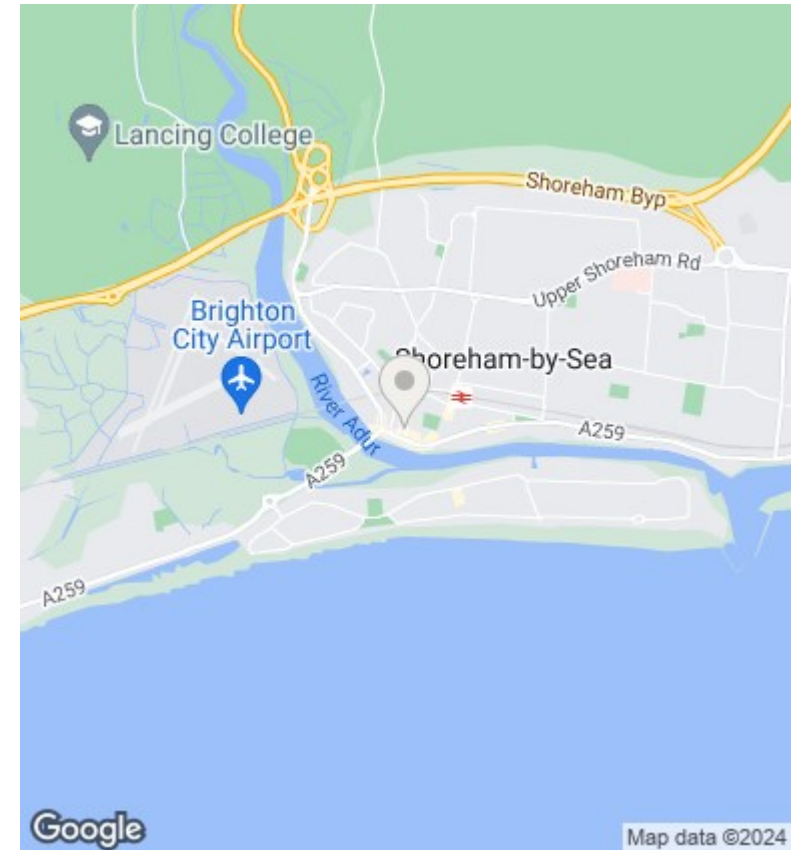 Lancing College
Shoreham Byp
Upper Shoreham Rd
Brighton
City Airport
Shoreham-by-Sea
River Adur
A259
A259
A259
Google
Map data ©2024